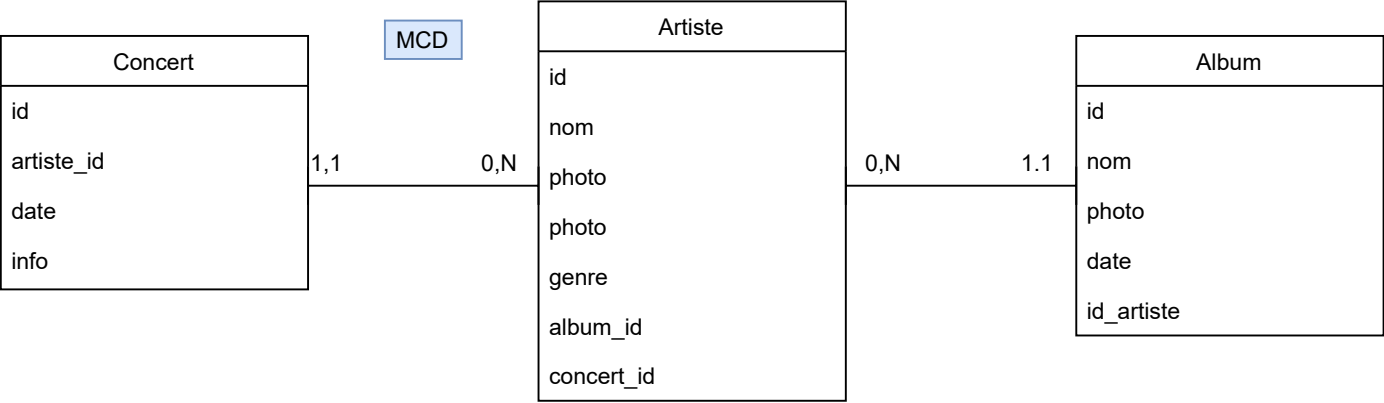 MCD
Concert
id
artiste_id
date
info
1,1
0,N
Artiste
id
nom
photo
photo
genre
album_id
concert_id
0,N
1.1
Album
id
nom
photo
date
id_artiste